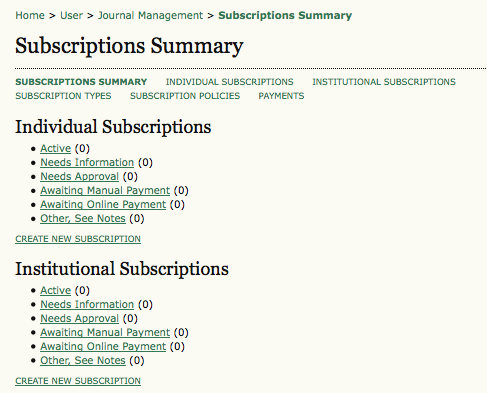 Home > User > Journal Management > Subscriptions Summary
Subscriptions Summary
SUBSCRIPTIONS SUMMARY INDIVIDUAL SUBSCRIPTIONS INSTITUTIONAL SUBSCRIPTIONS
SUBSCRIPTION TYPES SUBSCRIPTION POLICIES PAYMENTS
Individual Subscriptions
• Active (0)
• Needs Information (0)
• Needs Approval (0)
• Awaiting Manual Payment (0)
• Awaiting Online Payment (0)
• Other, See Notes (0)
CREATE NEW SUBSCRIPTION
Institutional Subscriptions
• Active (0)
• Needs Information (0)
• Needs Approval (0)
• Awaiting Manual Payment (0)
• Awaiting Online Payment (0)
• Other, See Notes (0)
CREATE NEW SUBSCRIPTION